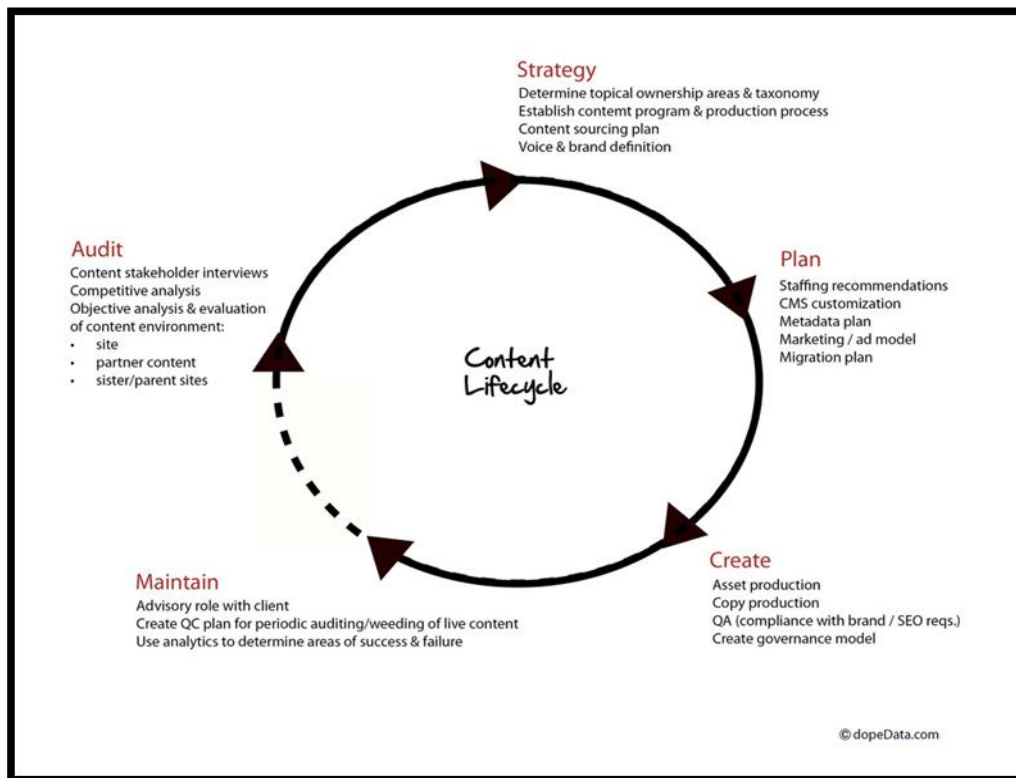 Strategy
Determine topical ownership areas & taxonomy
Establish contemt program & production process
Content sourcing plan
Voice & brand definition
Plan
Staffing recommendations
CMS customization
Metadata plan
Marketing / ad model
Migration plan
Create
Asset production
Copy production
QA (compliance with brand / SEO reqs.)
Create governance model
Maintain
Advisory role with client
Create QC plan for periodic auditing/weeding of live content
Use analytics to determine areas of success & failure
Audit
Content stakeholder interviews
Competitive analysis
Objective analysis & evaluation
of content environment:
• site
• partner content
• sister/parent sites
Content
Lifecycle
© dopeData.com